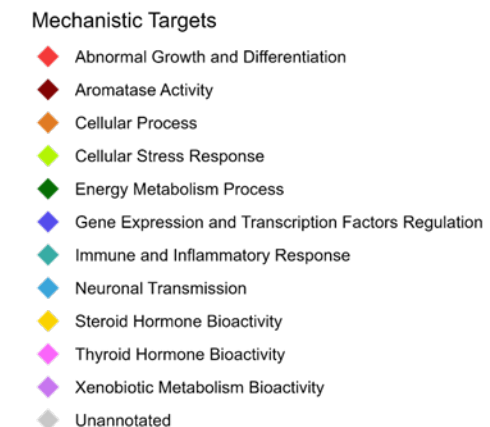 Mechanistic Targets
Abnormal Growth and Differentiation
Aromatase Activity
Cellular Process
Cellular Stress Response
Energy Metabolism Process
Gene Expression and Transcription Factors Regulation
Immune and Inflammatory Response
Neuronal Transmission
Steroid Hormone Bioactivity
Thyroid Hormone Bioactivity
Xenobiotic Metabolism Bioactivity
Unannotated